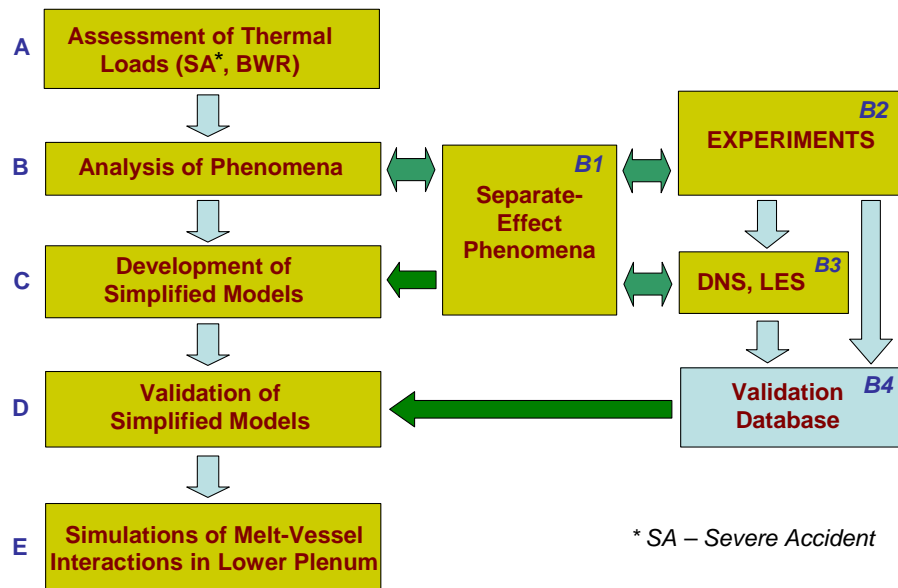 A
Assessment of Thermal
Loads (SA*, BWR)
B
Analysis of Phenomena
C
Development of
Simplified Models
D
Validation of
Simplified Models
E
Simulations of Melt-Vessel
Interactions in Lower Plenum
B1
Separate-
Effect
Phenomena
B2
EXPERIMENTS
B3
DNS, LES
B4
Validation
Database
* SA – Severe Accident